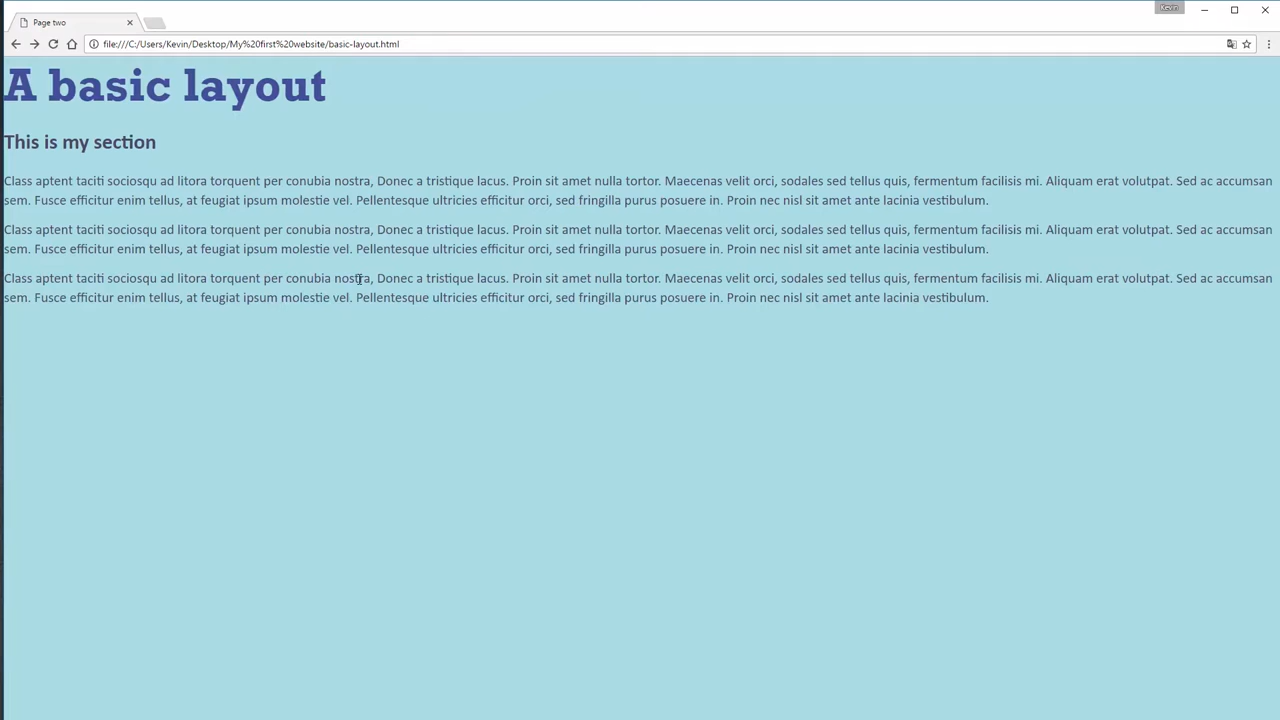 Kevin
Page two
file:///C:/Users/Kevin/Desktop/My%20first%20website/basic-layout.html
A basic layout
This is my section
Class aptent taciti sociosqu ad litora torquent per conubia nostra, Donec a tristique lacus. Proin sit amet nulla tortor. Maecenas velit orci, sodales sed tellus quis, fermentum facilisis mi. Aliquam erat volutpat. Sed ac accumsan
sem. Fusce efficitur enim tellus, at feugiat ipsum molestie vel. Pellentesque ultricies efficitur orci, sed fringilla purus posuere in. Proin nec nisl sit amet ante lacinia vestibulum.
Class aptent taciti sociosqu ad litora torquent per conubia nostra, Donec a tristique lacus. Proin sit amet nulla tortor. Maecenas velit orci, sodales sed tellus quis, fermentum facilisis mi. Aliquam erat volutpat. Sed ac accumsan
sem. Fusce efficitur enim tellus, at feugiat ipsum molestie vel. Pellentesque ultricies efficitur orci, sed fringilla purus posuere in. Proin nec nisl sit amet ante lacinia vestibulum.
Class aptent taciti sociosqu ad litora torquent per conubia nostra, Donec a tristique lacus. Proin sit amet nulla tortor. Maecenas velit orci, sodales sed tellus quis, fermentum facilisis mi. Aliquam erat volutpat. Sed ac accumsan
sem. Fusce efficitur enim tellus, at feugiat ipsum molestie vel. Pellentesque ultricies efficitur orci, sed fringilla purus posuere in. Proin nec nisl sit amet ante lacinia vestibulum.